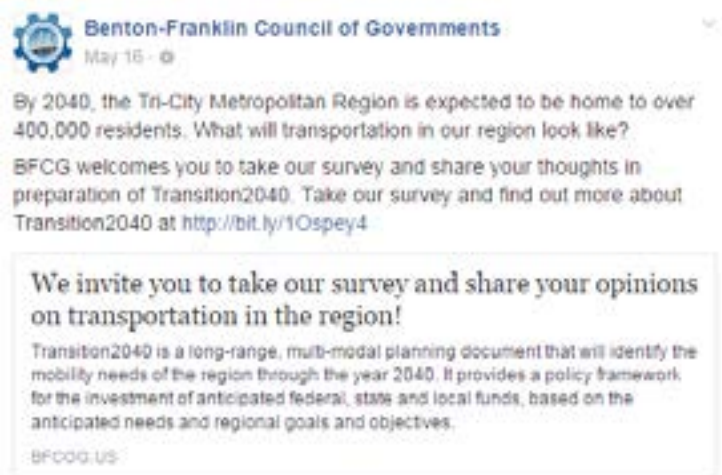 Benton-Franklin Council of Governments
May 16 ·
By 2040, the Tri-City Metropolitan Region is expected to be home to over
400,000 residents. What will transportation in our region look like?
BFCG welcomes you to take our survey and share your thoughts in
preparation of Transition2040. Take our survey and find out more about
Transition2040 at http://bit.ly/1Ospey4
We invite you to take our survey and share your opinions
on transportation in the region!
Transition2040 is a long-range, multi-modal planning document that will identify the
mobility needs of the region through the year 2040. It provides a policy framework
for the investment of anticipated federal, state and local funds, based on the
anticipated needs and regional goals and objectives.
BFCOG.US